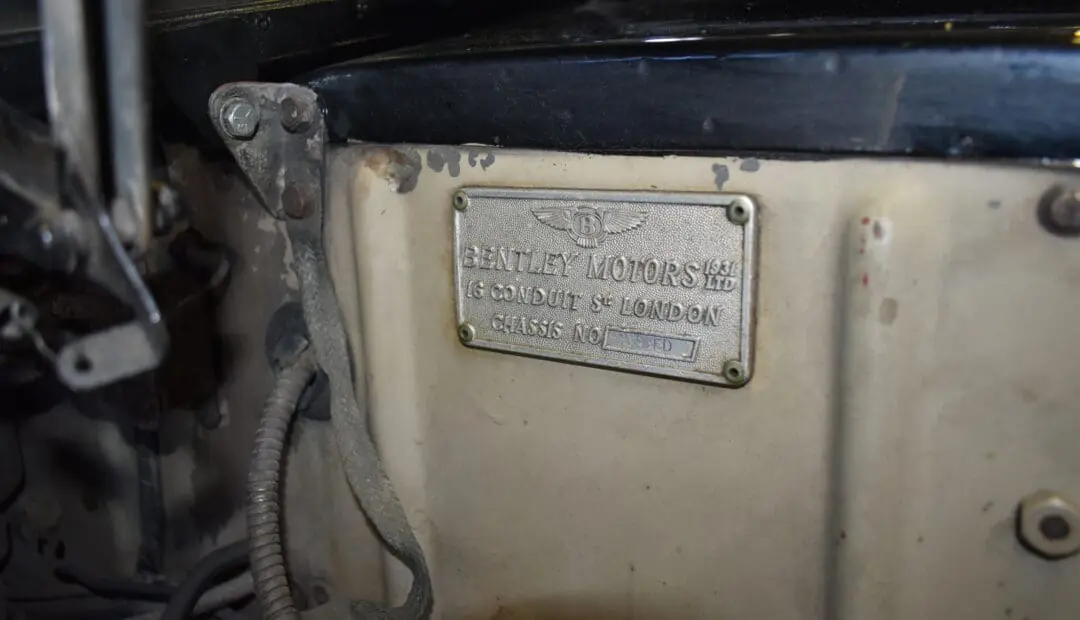 B
BENTLEY MOTORS 1931 LTD
16 CONDUIT St LONDON
CHASSIS NO